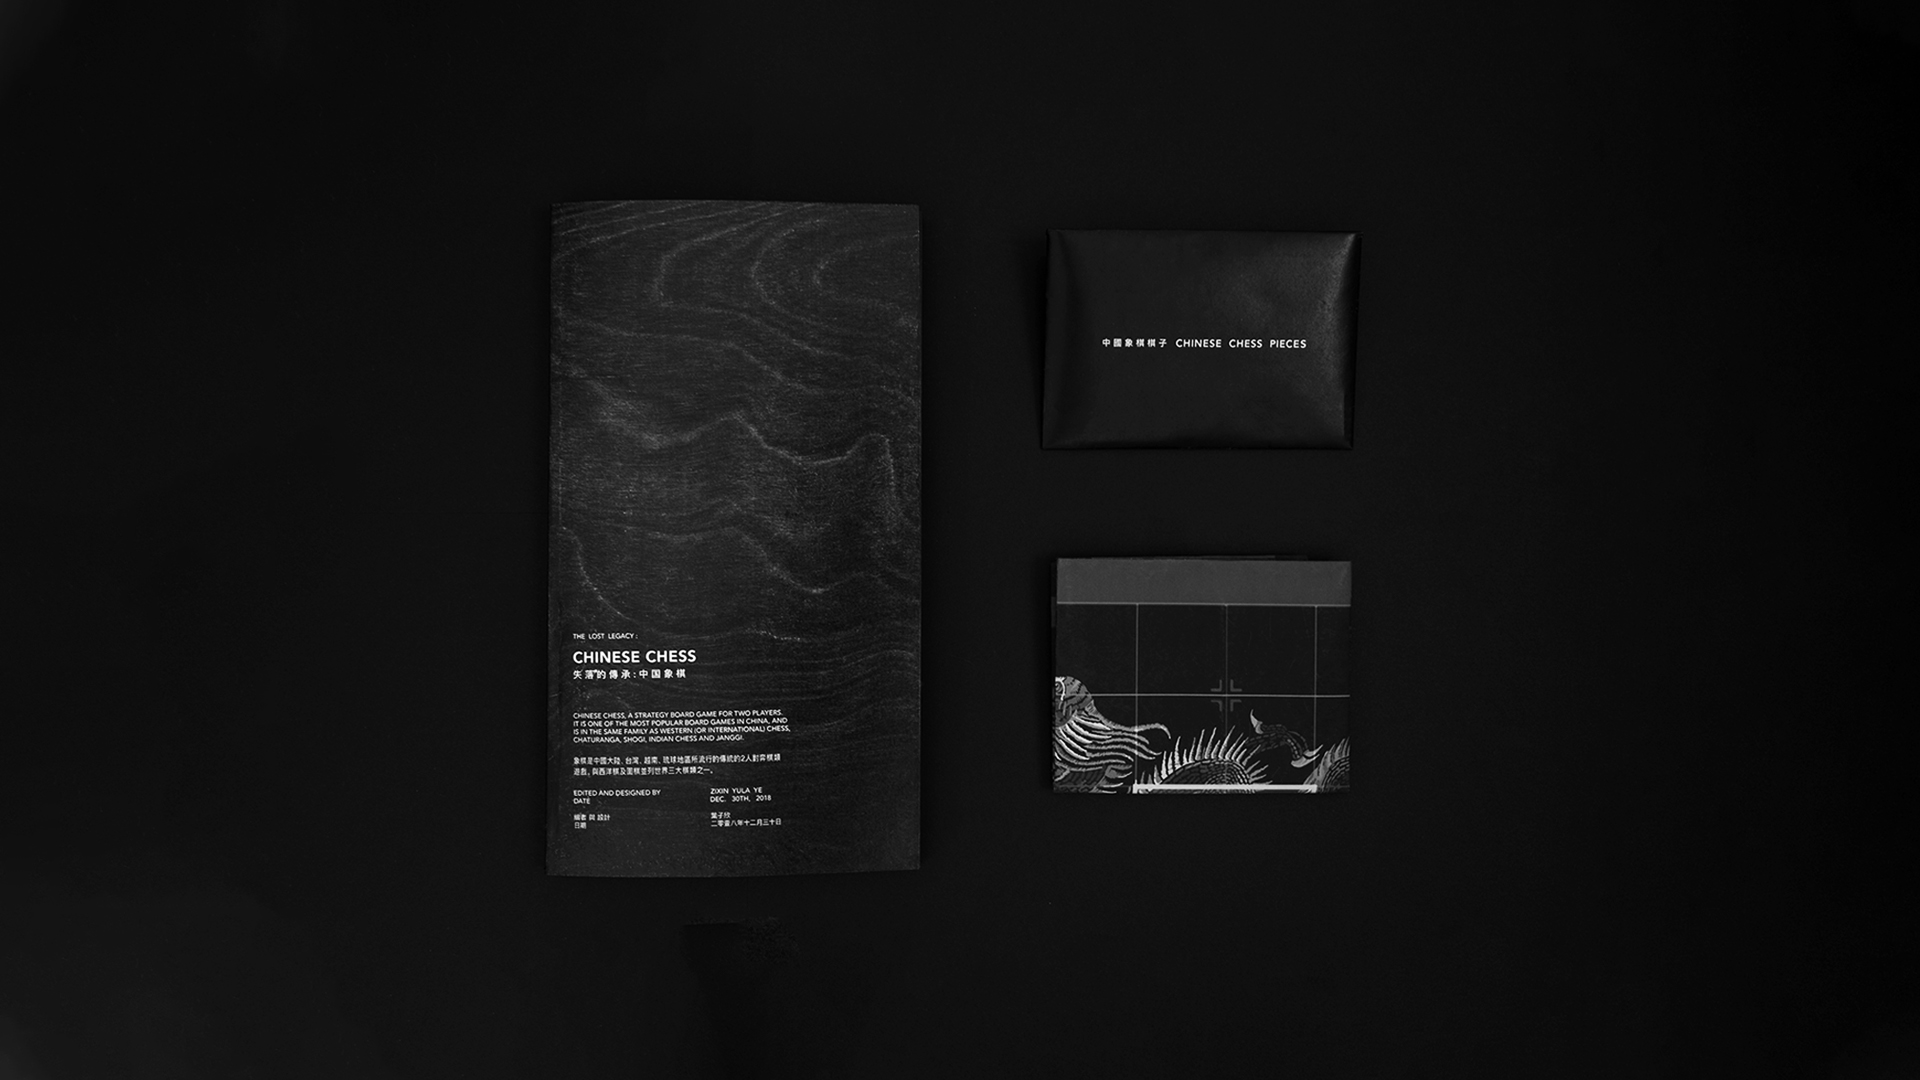 THE LOST LEGACY:
CHINESE CHESS
失落的傳承:中国象棋
CHINESE CHESS, A STRATEGY BOARD GAME FOR TWO PLAYERS.
IT IS ONE OF THE MOST POPULAR BOARD GAMES IN CHINA, AND
IS IN THE SAME FAMILY AS WESTERN (OR INTERNATIONAL) CHESS,
CHATURANGA, SHOGI, INDIAN CHESS AND JANGGI.
象棋是中國大陸、台灣、越南、琉球地區所流行的傳統的2人對弈棋類
遊戲, 與西洋棋及圍棋並列世界三大棋類之一。
EDITED AND DESIGNED BY
DATE
ZIXIN YULA YE
DEC. 30TH, 2018
編者 與 設計
日期
葉子欣
二零壹八年十二月三十日
中國象棋棋子 CHINESE CHESS PIECES